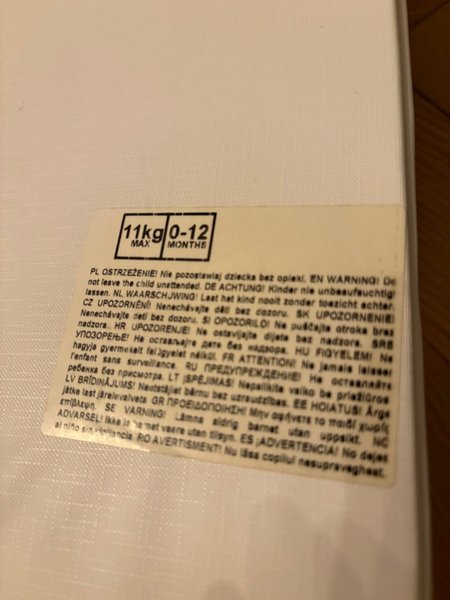 11kg 0-12
MAX MONTHS
PL OSTRZEŻENIE! Nie pozostawiaj dziecka bez opieki. EN WARNING! Do
not leave the child unattended. DE ACHTUNG! Kinder nie unbeaufsuchtigt
lassen. NL WAARSCHJWING! Laat het kind nooit zonder toezicht achter.
CZ UPOZORNĚNÍ! Nenechávejte děti bez dozoru. SK UPOZORNENIE!
Nenechávajte deti bez dozoru. SI OPOZORILO! Ne puščajte otroka brez
nadzora. HR UPOZORENJE! Ne ostavljajte dijete bez nadzora. SRB
УПОЗОРЕЊЕ! Не остављајте дете без надзора. HU FIGYELEM! Ne
hagyja gyermekeit felügyelet nélkül. FR ATTENTION! Ne jamais laisser
l'enfant sans surveillance. RU ПРЕДУПРЕЖДЕНИЕ! Не оставляйте
ребенка без присмотра. LT ĮSPĖJIMAS! Nepalikite vaiko be priežiūros
LV BRĪDINĀJUMS! Neatstājiet bērnu bez uzraudzības. EE HOIATUS! Ärge
jätke last järelevalveta GR ΠΡΟΕΙΔΟΠΟΙΗΣΗ! Μην αφήνετε το παιδί χωρίς
επίβλεψη. SE VARNING! Lämna aldrig barnet utan uppsikt. NC
ADVARSEL! Ikke la barnet være uten tilsyn. ES ¡ADVERTENCIA! No dejes
al niño sin vigilancia. RO AVERTISMENT! Nu lăsa copilul nesupravegheat.